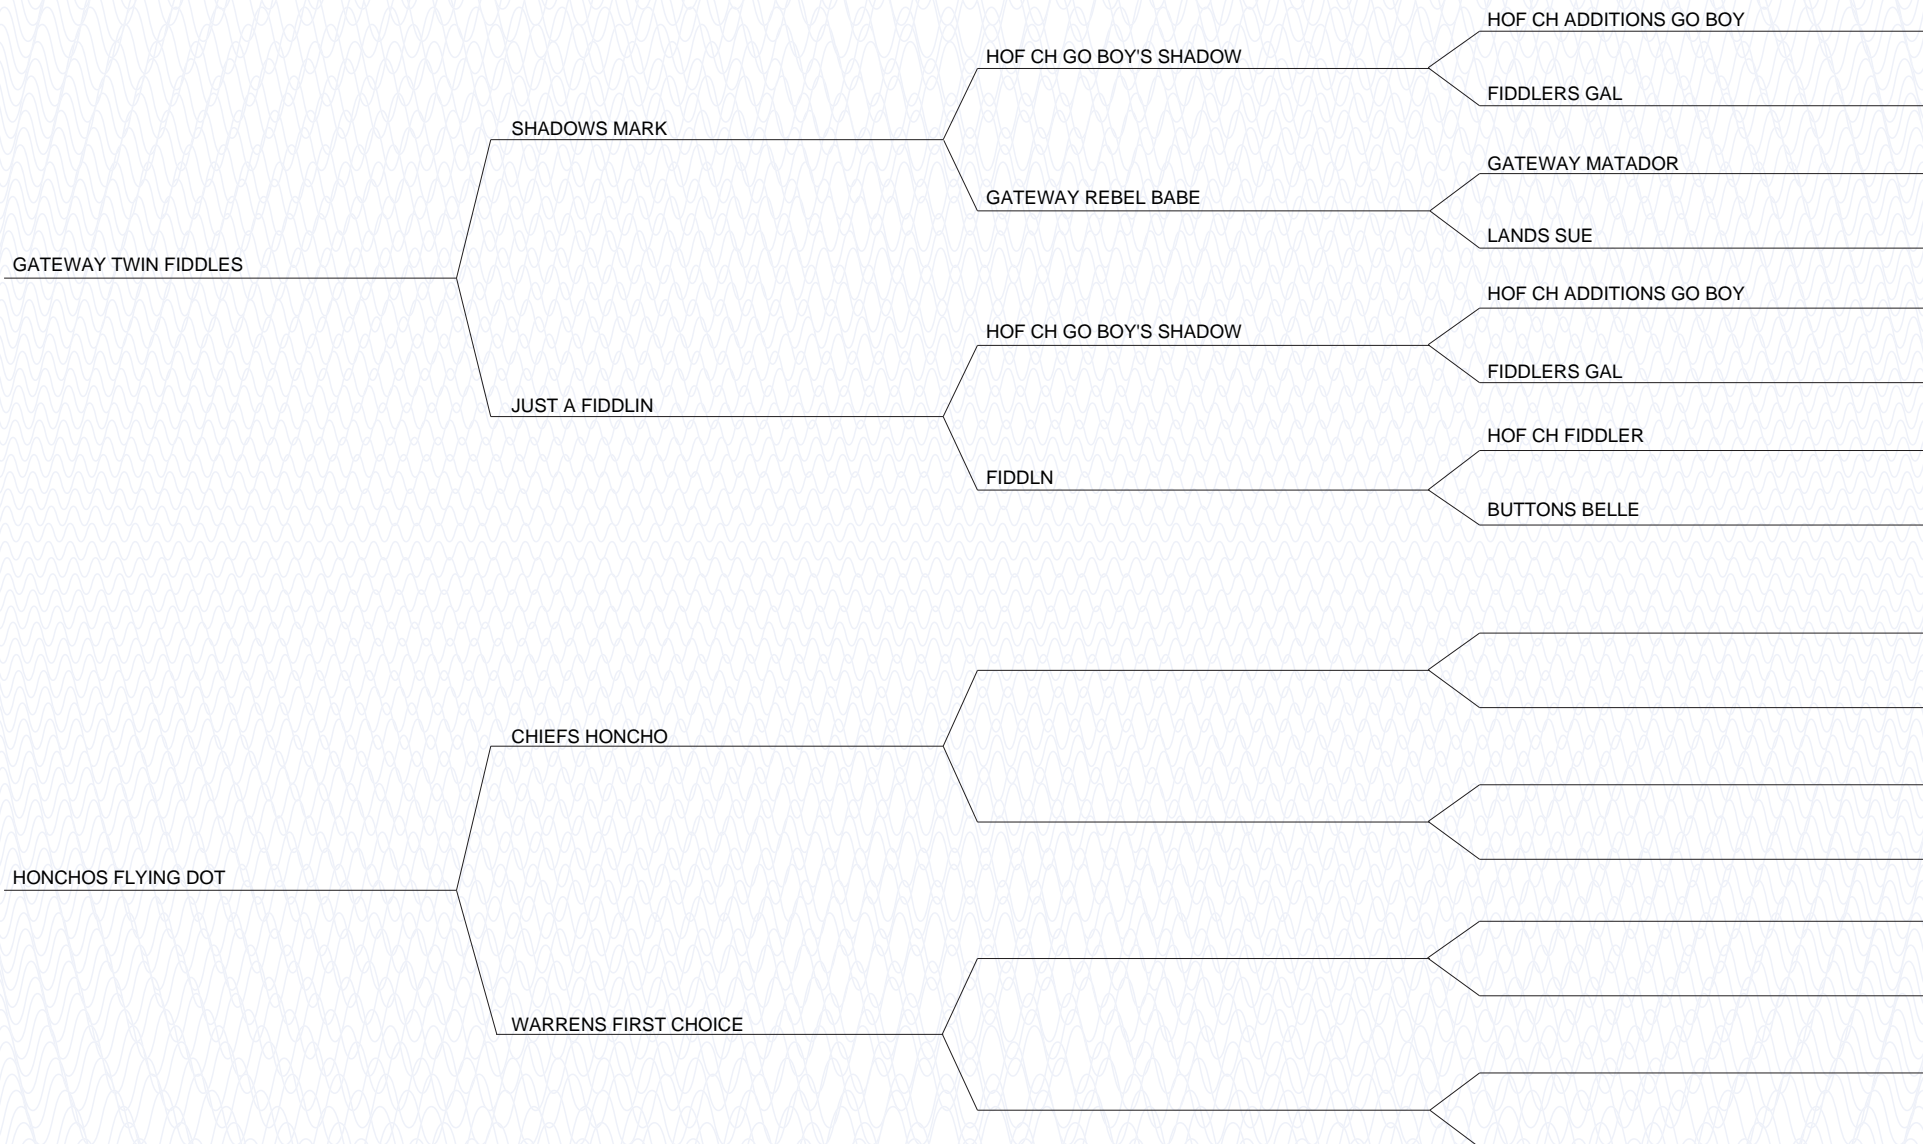 HOF CH ADDITIONS GO BOY
HOF CH GO BOY'S SHADOW
FIDDLERS GAL
SHADOWS MARK
GATEWAY MATADOR
GATEWAY REBEL BABE
LANDS SUE
GATEWAY TWIN FIDDLES
HOF CH ADDITIONS GO BOY
HOF CH GO BOY'S SHADOW
FIDDLERS GAL
JUST A FIDDLIN
HOF CH FIDDLER
FIDDLN
BUTTONS BELLE
CHIEFS HONCHO
HONCHOS FLYING DOT
WARRENS FIRST CHOICE